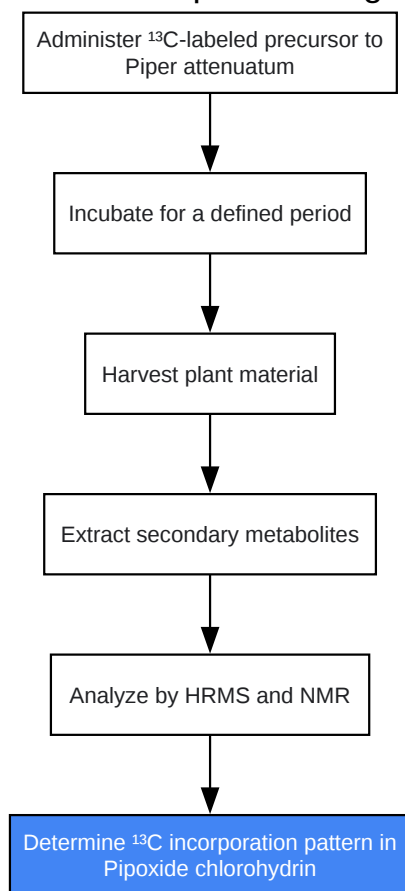 Administer ¹³C-labeled precursor to
Piper attenuatum
Incubate for a defined period
Harvest plant material
Extract secondary metabolites
Analyze by HRMS and NMR
Determine ¹³C incorporation pattern in
Pipoxide chlorohydrin